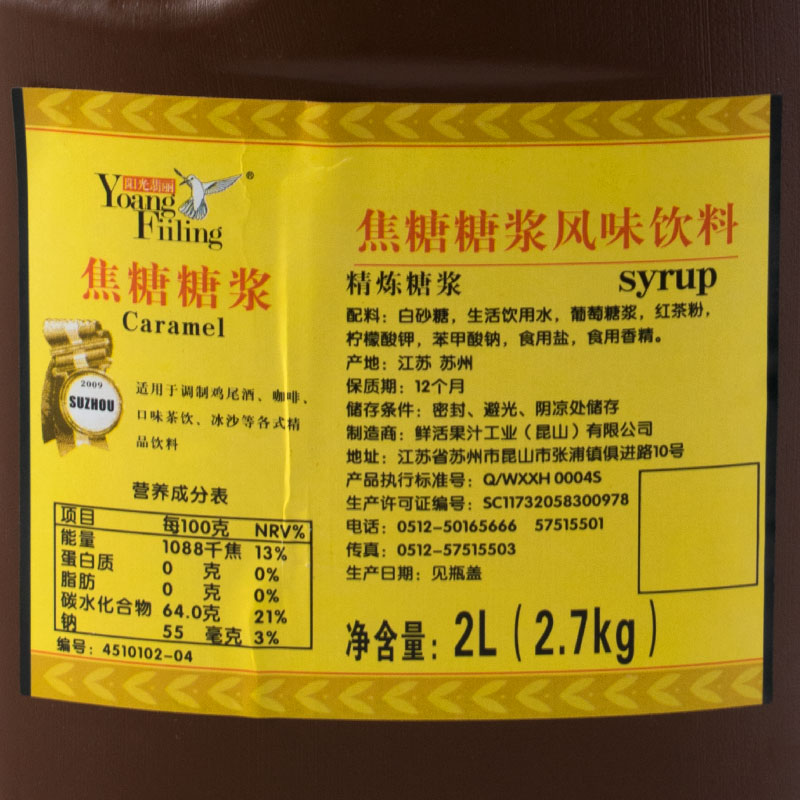 阳光翡丽
Yoang
Fiiling
®
焦糖糖浆
Caramel
2009
SUZHOU
适用于调制鸡尾酒、咖啡、
口味茶饮、冰沙等各式精
品饮料
营养成分表
项目 每100克 NRV%
能量 1088千焦 13%
蛋白质 0 克 0%
脂肪 0 克 0%
碳水化合物 64.0克 21%
钠 55 毫克 3%
编号：4510102-04
焦糖糖浆风味饮料
精炼糖浆 syrup
配料：白砂糖，生活饮用水，葡萄糖浆，红茶粉，
柠檬酸钾，苯甲酸钠，食用盐，食用香精。
产地：江苏 苏州
保质期：12个月
储存条件：密封、避光、阴凉处储存
制造商：鲜活果汁工业（昆山）有限公司
地址：江苏省苏州市昆山市张浦镇俱进路10号
产品执行标准号：Q/WXXH 0004S
生产许可证编号：SC11732058300978
电话：0512-50165666 57515501
传真：0512-57515503
生产日期：见瓶盖
净含量：2L（2.7kg）